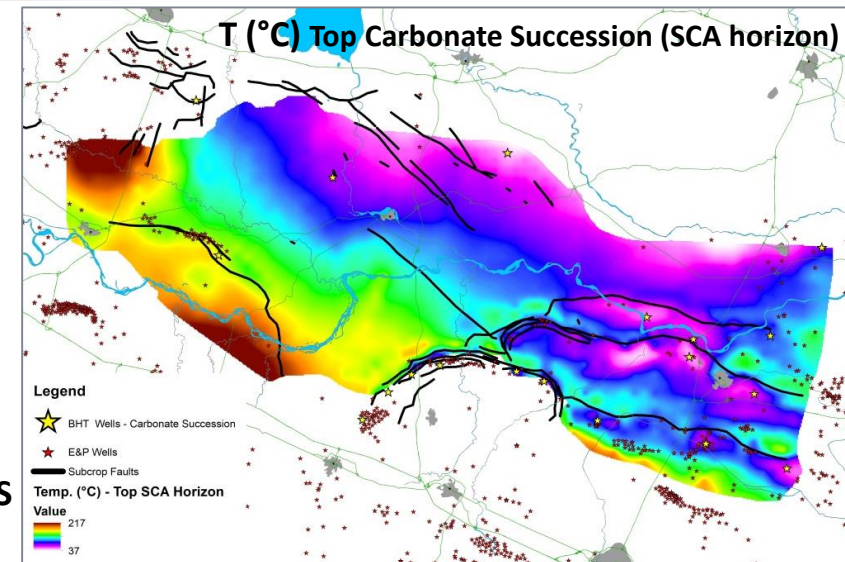 T (°C) Top Carbonate Succession (SCA horizon)
Legend
BHT Wells - Carbonate Succession
E&P Wells
Subcrop Faults
Temp. (°C) - Top SCA Horizon
Value
217
37
S